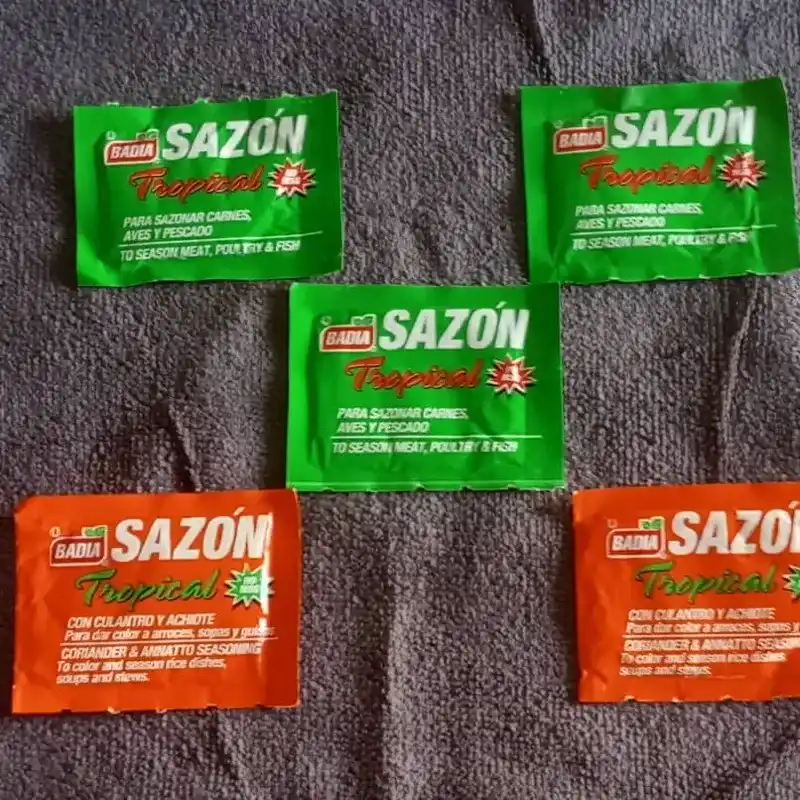 BADIA SAZÓN
Tropical
PARA SAZONAR CARNES,
AVES Y PESCADO
TO SEASON MEAT, POULTRY & FISH
BADIA SAZÓN
Tropical
PARA SAZONAR CARNES,
AVES Y PESCADO
TO SEASON MEAT, POULTRY & FISH
BADIA SAZÓN
Tropical
PARA SAZONAR CARNES,
AVES Y PESCADO
TO SEASON MEAT, POULTRY & FISH
BADIA SAZÓN
Tropical
CON CULANTRO Y ACHIOTE
Para dar color a arroces, sopas y
CORIANDER & ANNATTO SEASONING
To color and season rice dishes,
soups and stews.
BADIA SAZÓ
Tropical
CON CULANTRO Y ACHIOTE
Para dar color a arroces, sopas y
CORIANDER & ANNATTO
To color and season rice dishes,
soups and stews.